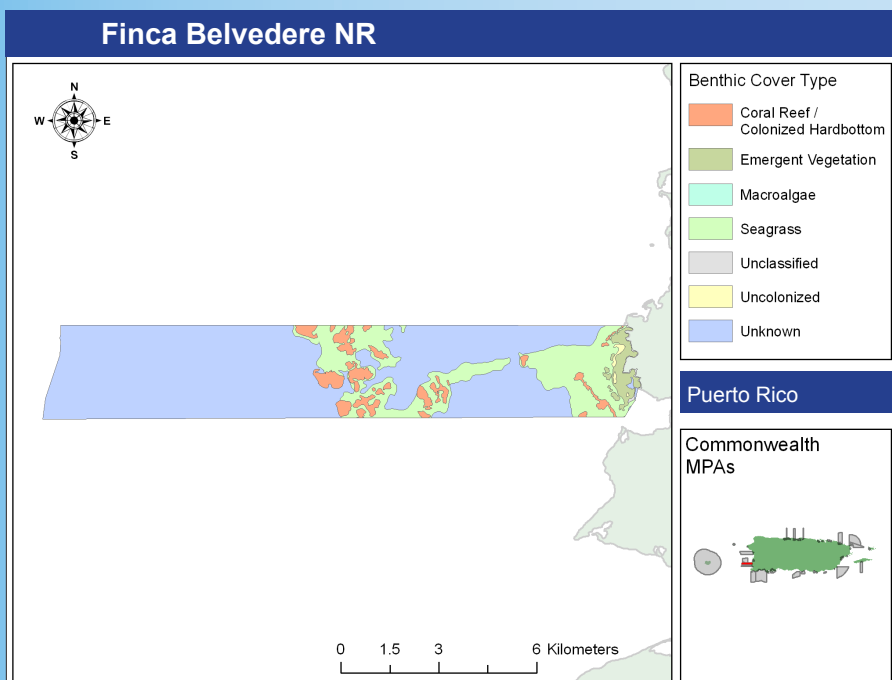 Finca Belvedere NR
N
W
E
S
Benthic Cover Type
Coral Reef /
Colonized Hardbottom
Emergent Vegetation
Macroalgae
Seagrass
Unclassified
Uncolonized
Unknown
Puerto Rico
Commonwealth
MPAs
0 1.5 3 6 Kilometers